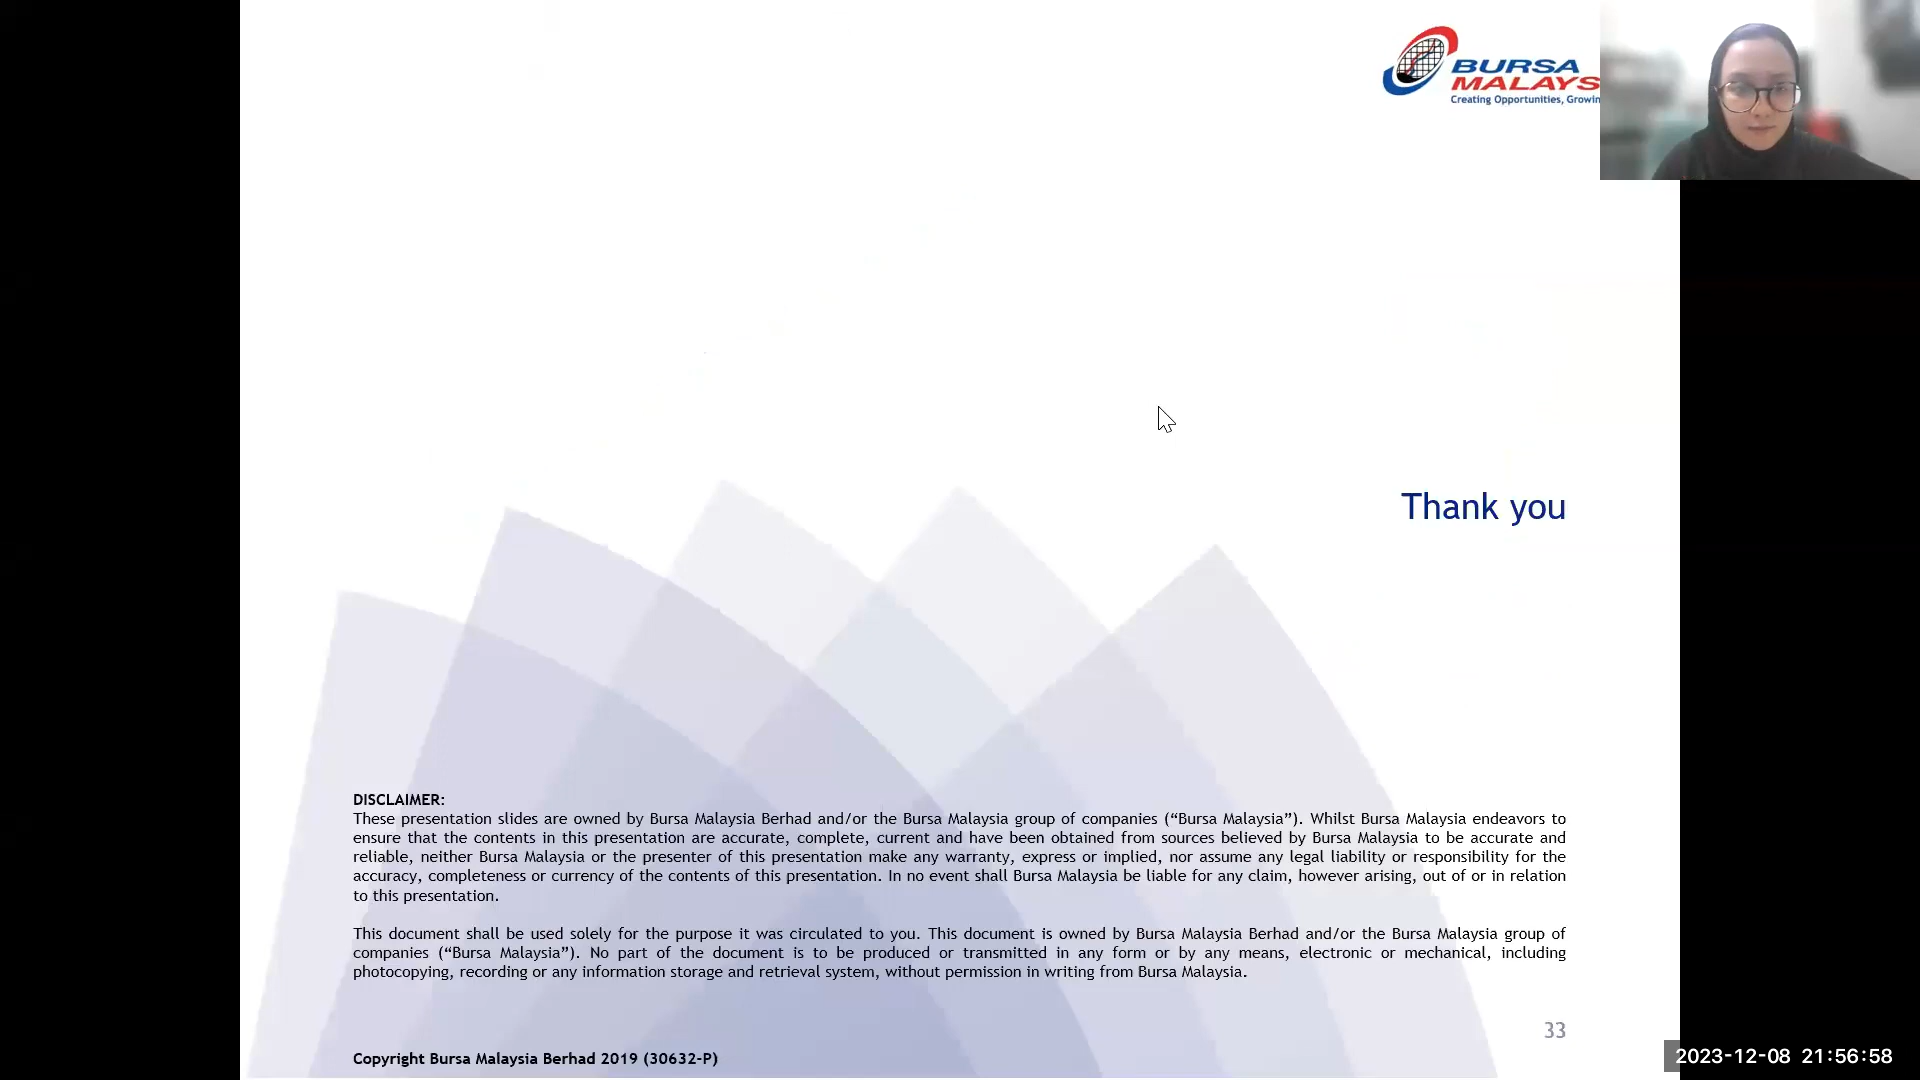 BURSA
MALAYS
Creating Opportunities, Growin
Thank you
DISCLAIMER:
These presentation slides are owned by Bursa Malaysia Berhad and/or the Bursa Malaysia group of companies (“Bursa Malaysia”). Whilst Bursa Malaysia endeavors to
ensure that the contents in this presentation are accurate, complete, current and have been obtained from sources believed by Bursa Malaysia to be accurate and
reliable, neither Bursa Malaysia or the presenter of this presentation make any warranty, express or implied, nor assume any legal liability or responsibility for the
accuracy, completeness or currency of the contents of this presentation. In no event shall Bursa Malaysia be liable for any claim, however arising, out of or in relation
to this presentation.
This document shall be used solely for the purpose it was circulated to you. This document is owned by Bursa Malaysia Berhad and/or the Bursa Malaysia group of
companies (“Bursa Malaysia”). No part of the document is to be produced or transmitted in any form or by any means, electronic or mechanical, including
photocopying, recording or any information storage and retrieval system, without permission in writing from Bursa Malaysia.
33
Copyright Bursa Malaysia Berhad 2019 (30632-P)
2023-12-08 21:56:58